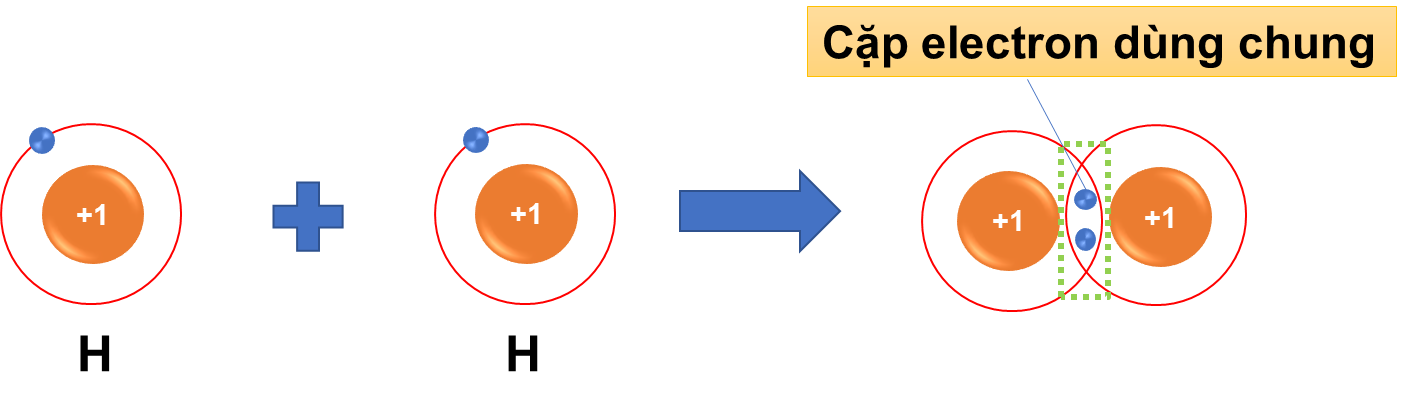 Cặp electron dùng chung
+1
+1
+1
+1
H
H